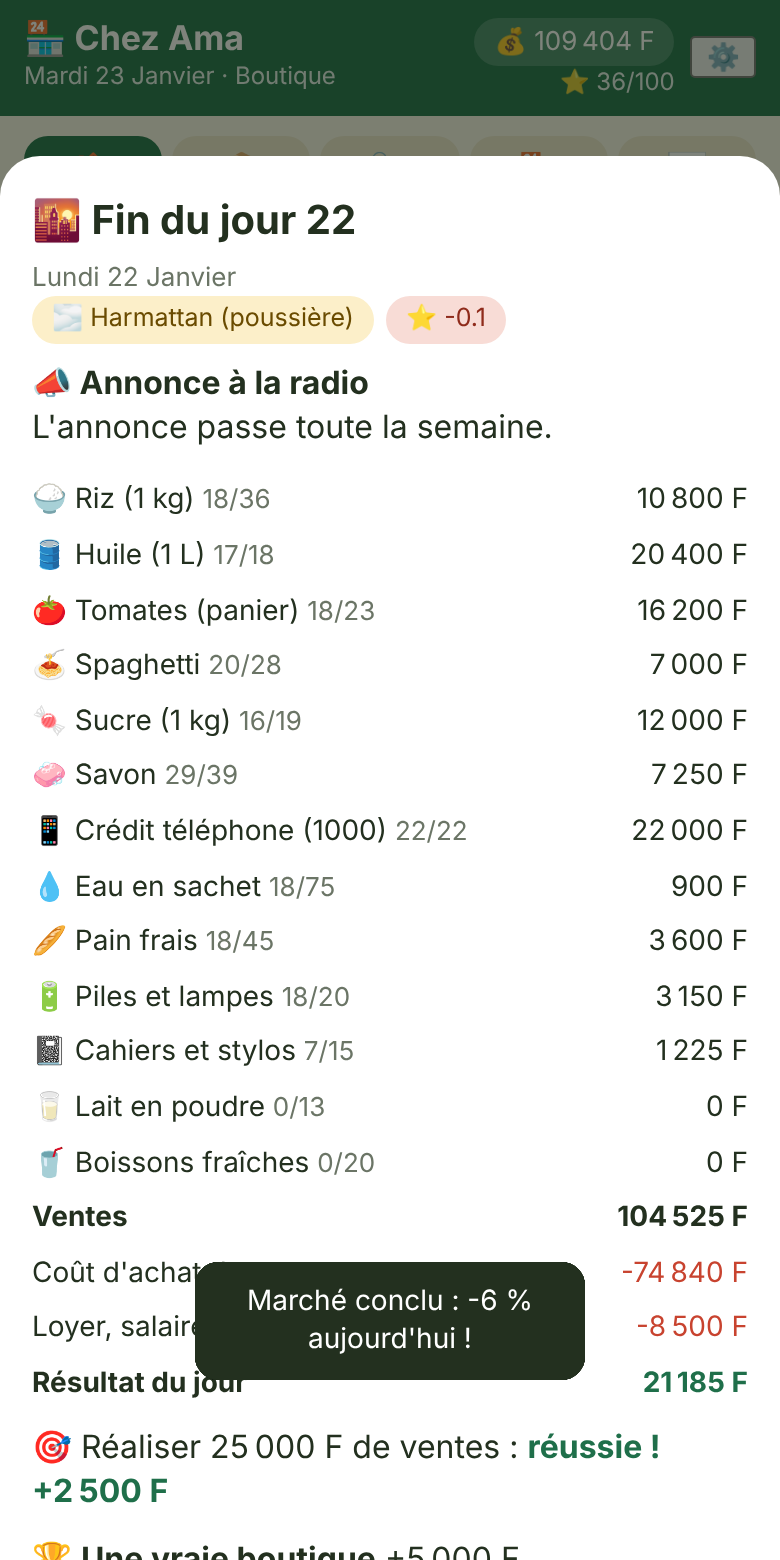 Chez Ama
109 404 F
Mardi 23 Janvier · Boutique
36/100
Fin du jour 22
Lundi 22 Janvier
Harmattan (poussière)
-0.1
Annonce à la radio
L'annonce passe toute la semaine.
Riz (1 kg) 18/36 10 800 F
Huile (1 L) 17/18 20 400 F
Tomates (panier) 18/23 16 200 F
Spaghetti 20/28 7 000 F
Sucre (1 kg) 16/19 12 000 F
Savon 29/39 7 250 F
Crédit téléphone (1000) 22/22 22 000 F
Eau en sachet 18/75 900 F
Pain frais 18/45 3 600 F
Piles et lampes 18/20 3 150 F
Cahiers et stylos 7/15 1 225 F
Lait en poudre 0/13 0 F
Boissons fraîches 0/20 0 F
Ventes 104 525 F
Coût d'achat -74 840 F
Marché conclu : -6 %
aujourd'hui !
Loyer, -8 500 F
Résultat du jour 21 185 F
Réaliser 25 000 F de ventes : réussie !
+2 500 F
Une vraie boutique +5 000 F